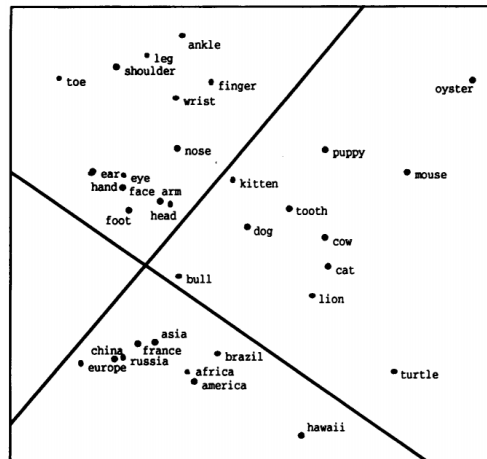 ankle
leg
shoulder
toe
finger
oyster
wrist
nose
puppy
ear
eye
mouse
kitten
hand
face
arm
foot
head
tooth
dog
cow
cat
bull
lion
asia
china
france
brazil
europe
russia
africa
turtle
america
hawaii